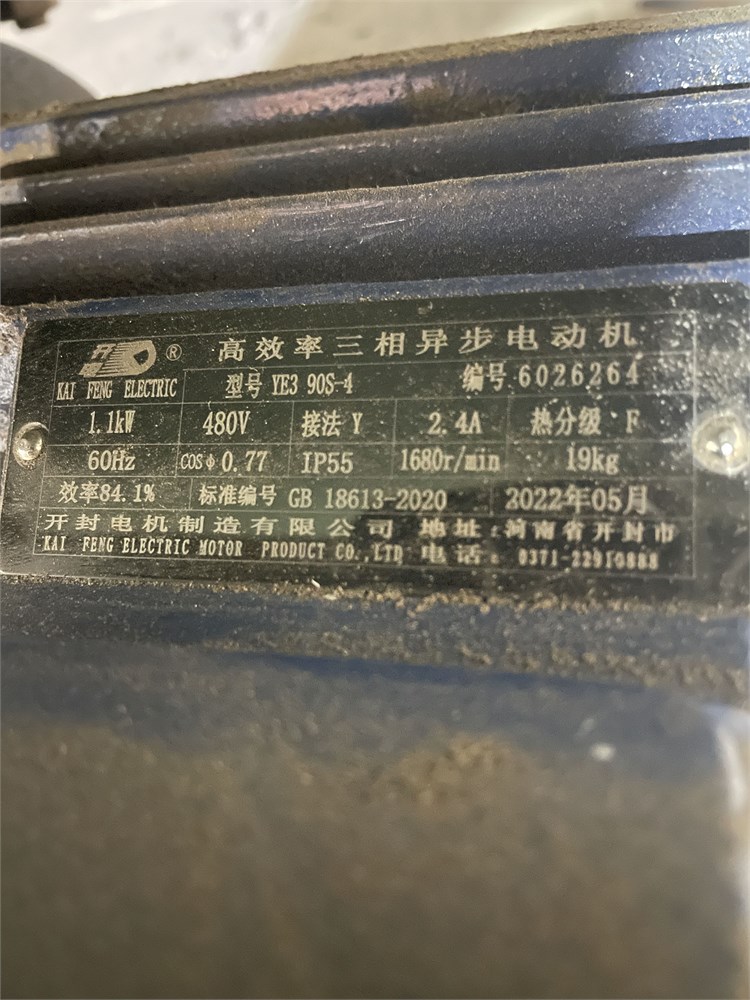 开封 ® 高效率三相异步电动机
KAI FENG ELECTRIC 型号 YE3 90S-4 编号 6026264
1.1kW 480V 接法 Y 2.4A 热分级 F
60Hz COSφ 0.77 IP55 1680r/min 19kg
效率84.1% 标准编号 GB 18613-2020 2022年05月
开封电机制造有限公司 地址:河南省开封市
KAI FENG ELECTRIC MOTOR PRODUCT CO.,LTD 电话: 0371-22910888